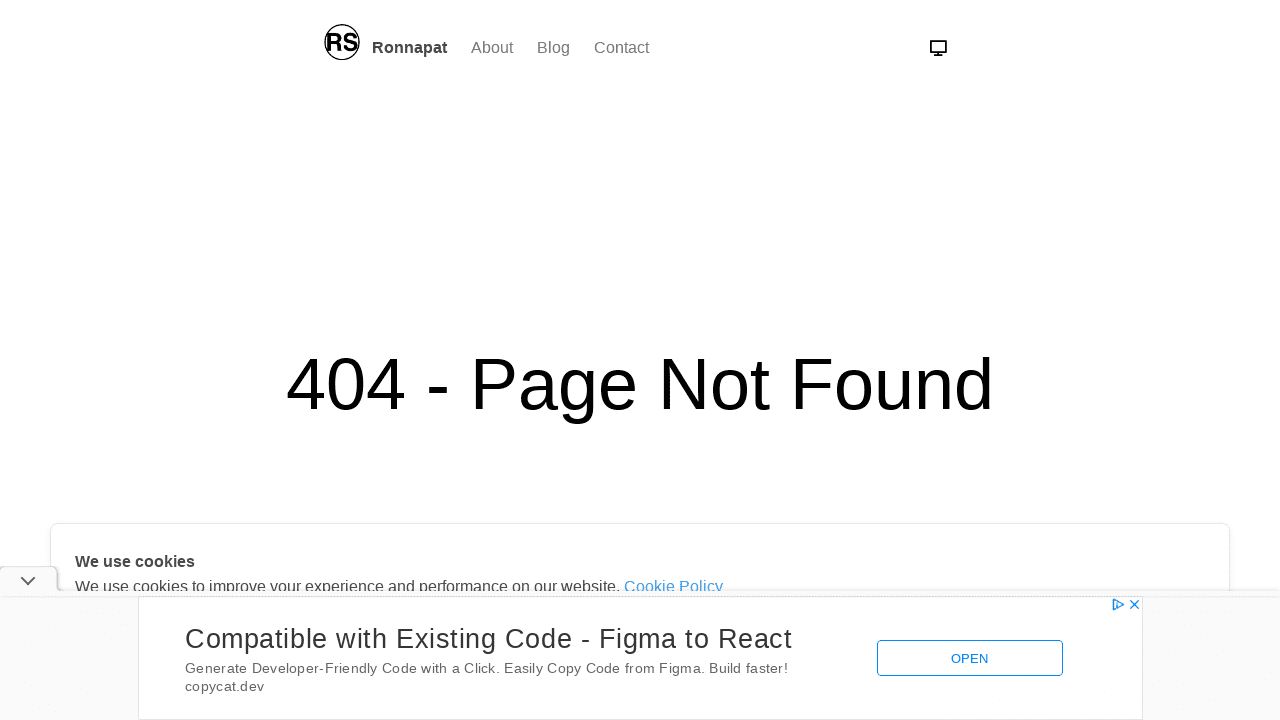 RS Ronnapat About Blog Contact
404 - Page Not Found
We use cookies
We use cookies to improve your experience and performance on our website. Cookie Policy
Compatible with Existing Code - Figma to React
Generate Developer-Friendly Code with a Click. Easily Copy Code from Figma. Build faster!
copycat.dev
OPEN